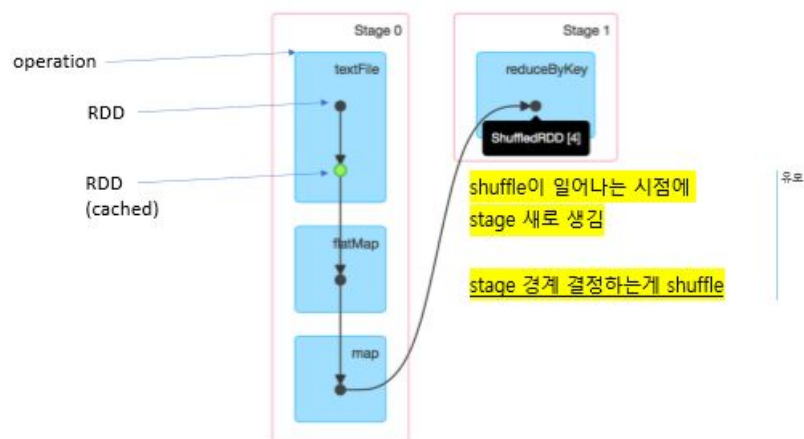 Stage 0
Stage 1
operation
textFile
reduceByKey
RDD
ShuffledRDD [4]
RDD
(cached)
shuffle이 일어나는 시점에
stage 새로 생김
flatMap
stage 경계 결정하는게 shuffle
map